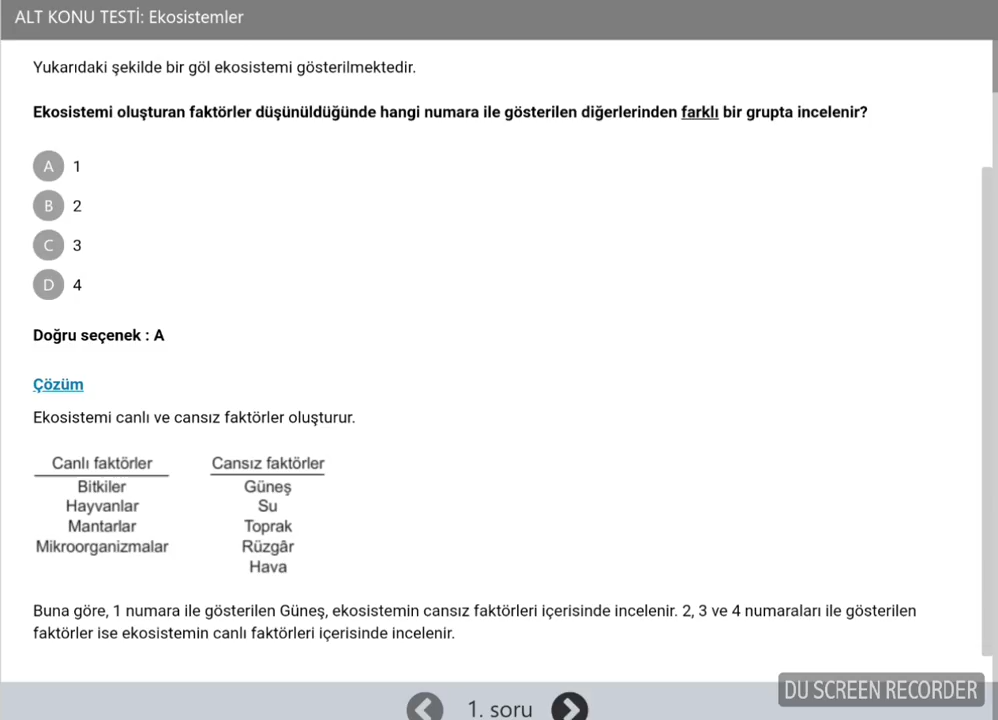 ALT KONU TESTİ: Ekosistemler
Yukarıdaki şekilde bir göl ekosistemi gösterilmektedir.
Ekosistemi oluşturan faktörler düşünüldüğünde hangi numara ile gösterilen diğerlerinden farklı bir grupta incelenir?
A 1
B 2
C 3
D 4
Doğru seçenek : A
Çözüm
Ekosistemi canlı ve cansız faktörler oluşturur.
Canlı faktörler Cansız faktörler
Bitkiler Güneş
Hayvanlar Su
Mantarlar Toprak
Mikroorganizmalar Rüzgâr
Hava
Buna göre, 1 numara ile gösterilen Güneş, ekosistemin cansız faktörleri içerisinde incelenir. 2, 3 ve 4 numaraları ile gösterilen
faktörler ise ekosistemin canlı faktörleri içerisinde incelenir.
DU SCREEN RECORDER
1. soru